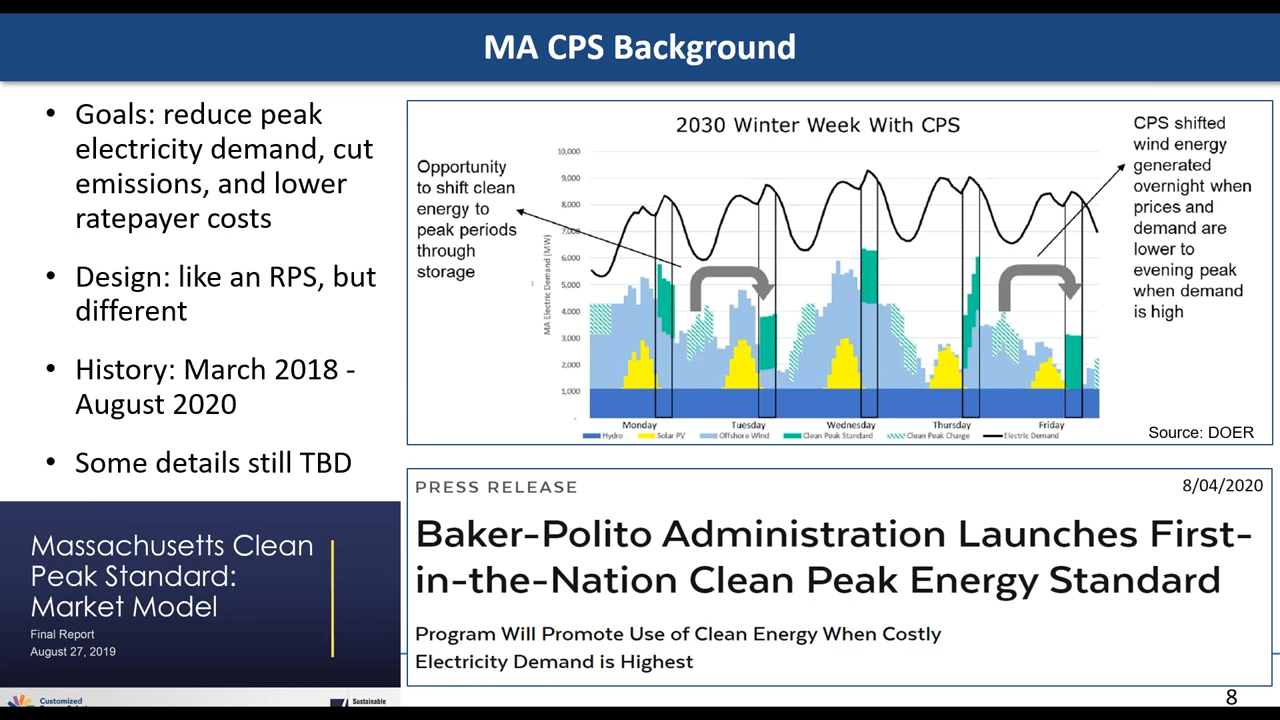 MA CPS Background
• Goals: reduce peak
electricity demand, cut
emissions, and lower
ratepayer costs
• Design: like an RPS, but
different
• History: March 2018 -
August 2020
• Some details still TBD
2030 Winter Week With CPS
Opportunity
to shift clean
energy to
peak periods
through
storage
CPS shifted
wind energy
generated
overnight when
prices and
demand are
lower to
evening peak
when demand
is high
MA Electric Demand (MW)
10,000
9,000
8,000
7,000
6,000
5,000
4,000
3,000
2,000
1,000
-
Monday Tuesday Wednesday Thursday Friday
Hydro Solar PV Offshore Wind Clean Peak Standard Clean Peak Charge Electric Demand
Source: DOER
PRESS RELEASE 8/04/2020
Baker-Polito Administration Launches First-
in-the-Nation Clean Peak Energy Standard
Program Will Promote Use of Clean Energy When Costly
Electricity Demand is Highest
Massachusetts Clean
Peak Standard:
Market Model
Final Report
August 27, 2019
Customized
Sustainable
8